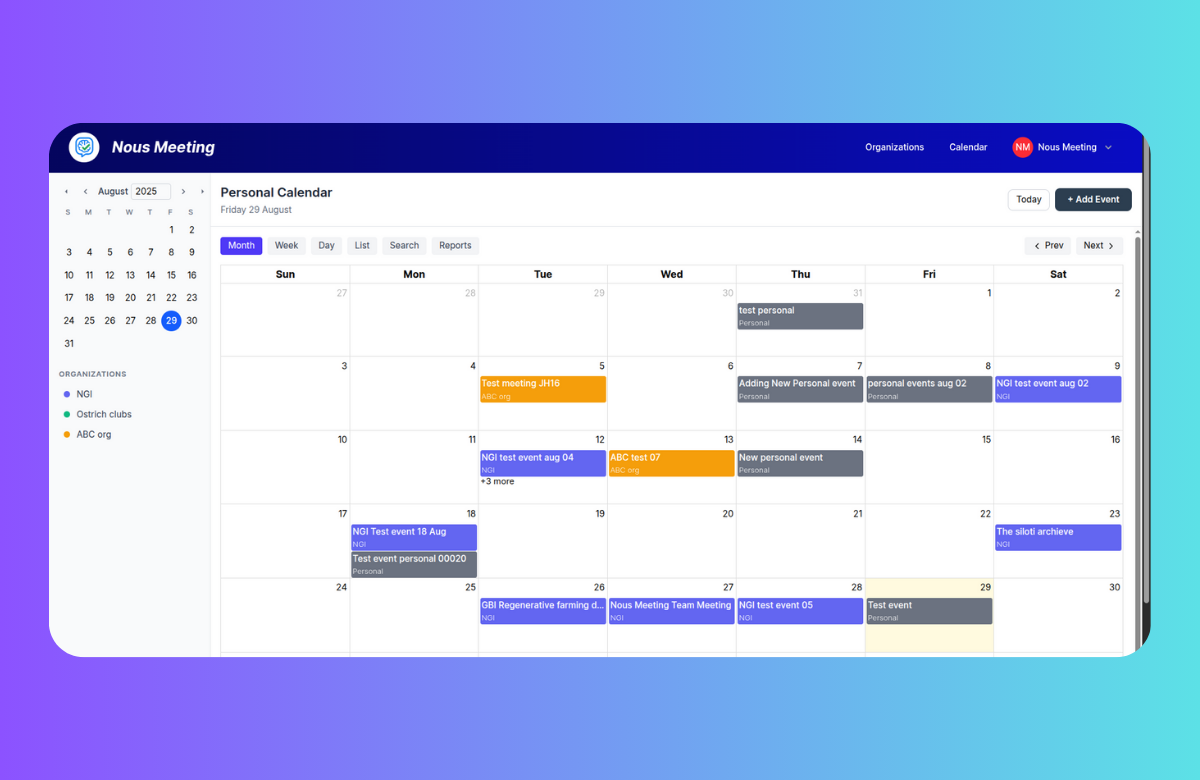 Nous Meeting
Organizations Calendar NM Nous Meeting
August 2025
S M T W T F S
1 2
3 4 5 6 7 8 9
10 11 12 13 14 15 16
17 18 19 20 21 22 23
24 25 26 27 28 29 30
31
ORGANIZATIONS
NGI
Ostrich clubs
ABC org
Personal Calendar
Friday 29 August
Today + Add Event
Month Week Day List Search Reports
Prev Next
Sun Mon Tue Wed Thu Fri Sat
27 28 29 30 31 1 2
test personal
Personal
3 4 5 6 7 8 9
Test meeting JH16
ABC org
Adding New Personal event
Personal
personal events aug 02
Personal
NGI test event aug 02
NGI
10 11 12 13 14 15 16
NGI test event aug 04
NGI
+3 more
ABC test 07
ABC org
New personal event
Personal
17 18 19 20 21 22 23
NGI Test event 18 Aug
NGI
Test event personal 00020
Personal
The siloti archieve
NGI
24 25 26 27 28 29 30
GBI Regenerative farming d...
NGI
Nous Meeting Team Meeting
NGI
NGI test event 05
NGI
Test event
Personal